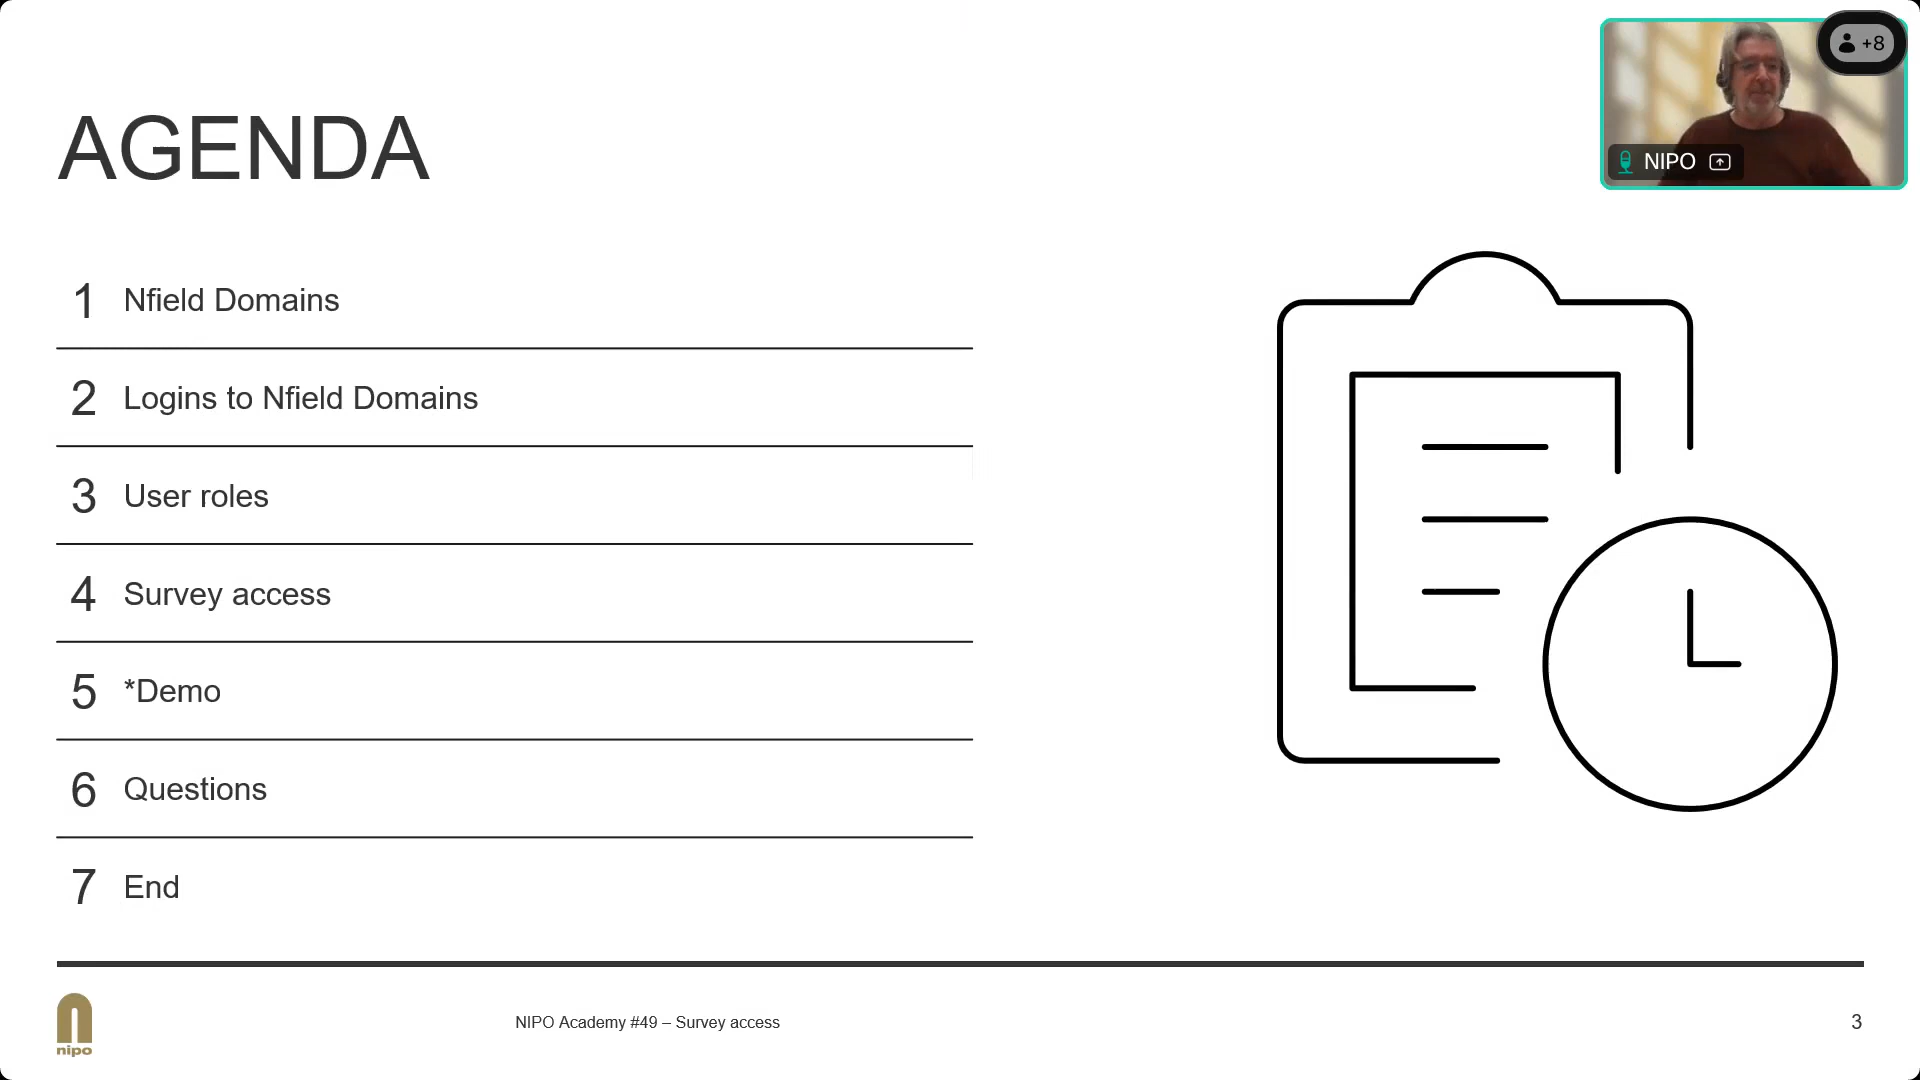 +8
NIPO
AGENDA
1 Nfield Domains
2 Logins to Nfield Domains
3 User roles
4 Survey access
5 *Demo
6 Questions
7 End
nipo
NIPO Academy #49 – Survey access
3